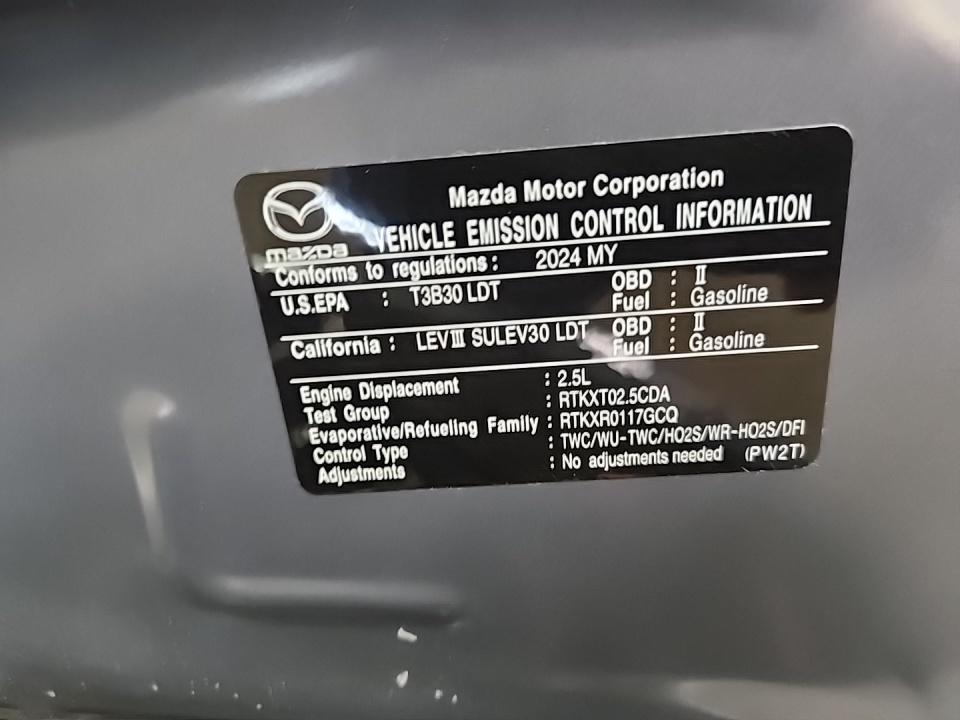 Mazda Motor Corporation
mazda
VEHICLE EMISSION CONTROL INFORMATION
Conforms to regulations : 2024 MY
U.S.EPA : T3B30 LDT OBD : Ⅱ
Fuel : Gasoline
California : LEVⅢ SULEV30 LDT OBD : Ⅱ
Fuel : Gasoline
Engine Displacement : 2.5L
Test Group : RTKXT02.5CDA
Evaporative/Refueling Family : RTKXR0117GCQ
Control Type : TWC/WU-TWC/HO2S/WR-HO2S/DFI
Adjustments : No adjustments needed (PW2T)